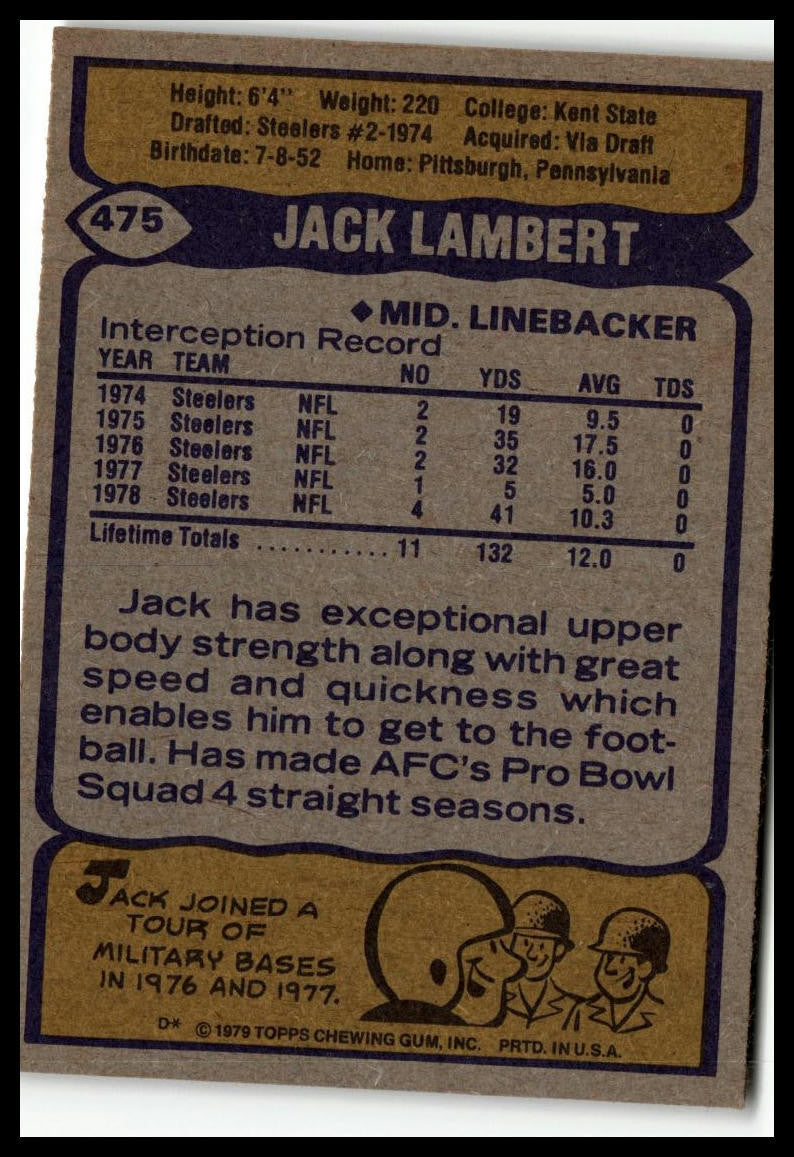 Height: 6'4" Weight: 220 College: Kent State
Drafted: Steelers #2-1974 Acquired: Via Draft
Birthdate: 7-8-52 Home: Pittsburgh, Pennsylvania
475 JACK LAMBERT
◆ MID. LINEBACKER
Interception Record
YEAR TEAM NO YDS AVG TDS
1974 Steelers NFL 2 19 9.5 0
1975 Steelers NFL 2 35 17.5 0
1976 Steelers NFL 2 32 16.0 0
1977 Steelers NFL 1 5 5.0 0
1978 Steelers NFL 4 41 10.3 0
Lifetime Totals ........... 11 132 12.0 0
Jack has exceptional upper
body strength along with great
speed and quickness which
enables him to get to the foot-
ball. Has made AFC's Pro Bowl
Squad 4 straight seasons.
JACK JOINED A
TOUR OF
MILITARY BASES
IN 1976 AND 1977.
D* © 1979 TOPPS CHEWING GUM, INC. PRTD. IN U.S.A.